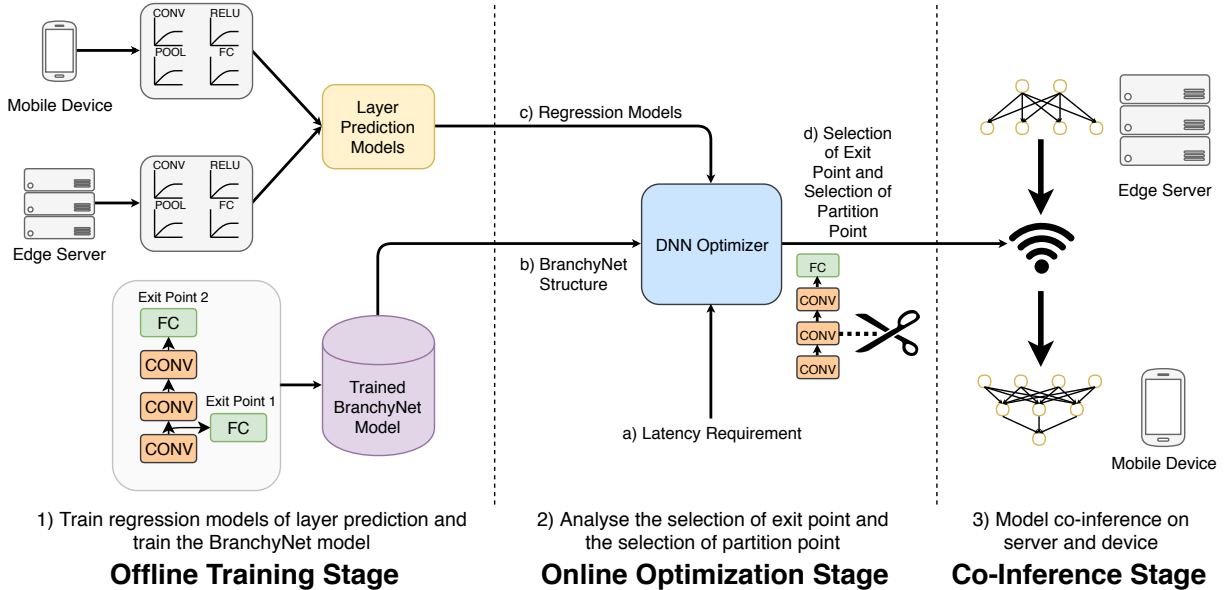 CONV RELU
POOL FC
Mobile Device
CONV RELU
POOL FC
Edge Server
Layer
Prediction
Models
Exit Point 2
FC
CONV
CONV
Exit Point 1
FC
CONV
Trained
BranchyNet
Model
1) Train regression models of layer prediction and
train the BranchyNet model
Offline Training Stage
c) Regression Models
b) BranchyNet
Structure
DNN Optimizer
a) Latency Requirement
d) Selection
of Exit
Point and
Selection of
Partition
Point
FC
CONV
CONV
CONV
2) Analyse the selection of exit point and
the selection of partition point
Online Optimization Stage
Edge Server
Mobile Device
3) Model co-inference on
server and device
Co-Inference Stage